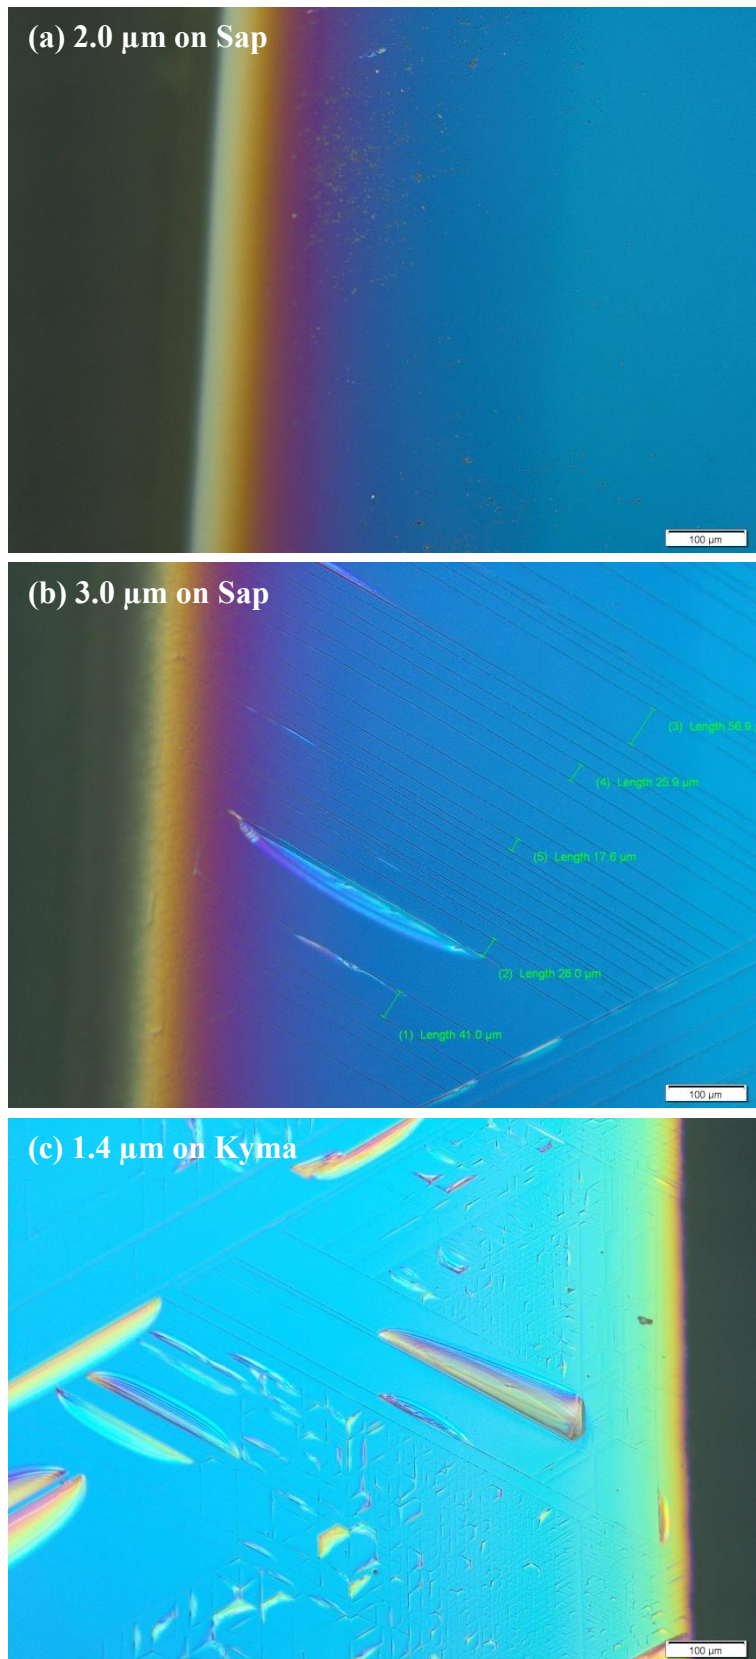 (a) 2.0 µm on Sap
100 µm
(b) 3.0 µm on Sap
(3) Length 56.9
(4) Length 25.9 µm
(5) Length 17.6 µm
(2) Length 28.0 µm
(1) Length 41.0 µm
100 µm
(c) 1.4 µm on Kyma
100 µm